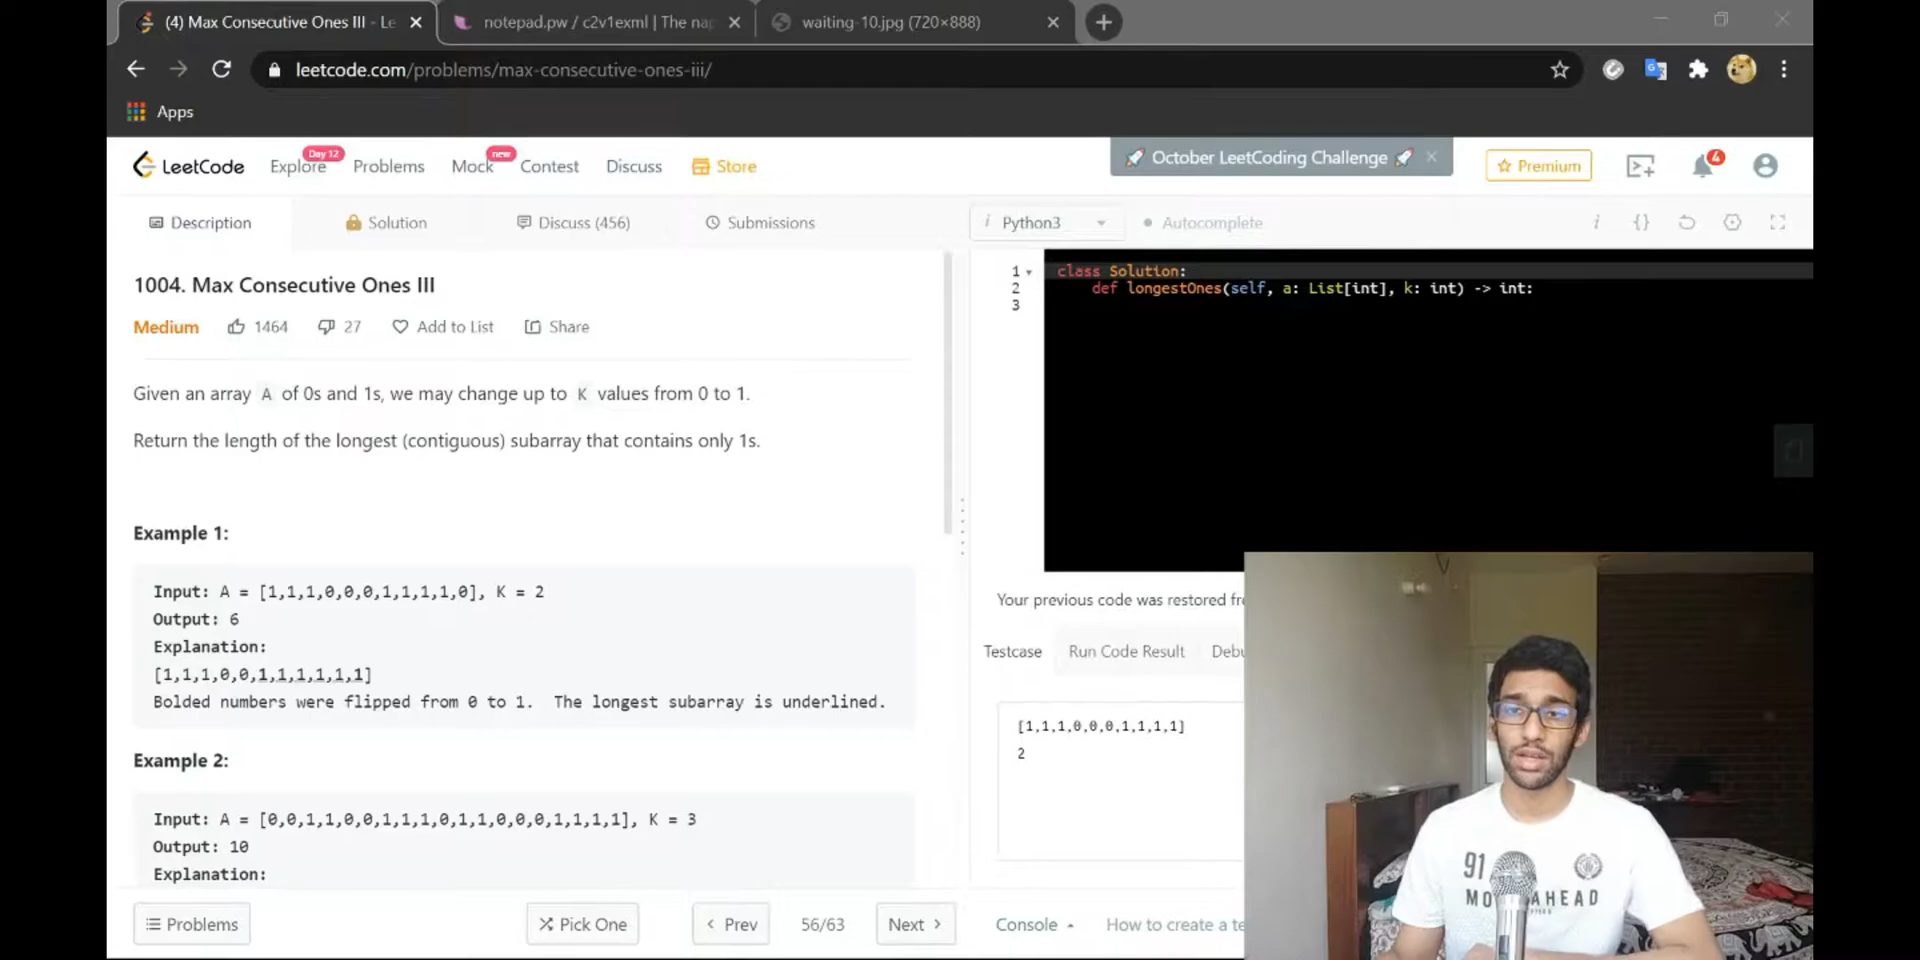 (4) Max Consecutive Ones III - Le
notepad.pw / c2v1exml | The nap
waiting-10.jpg (720×888)
leetcode.com/problems/max-consecutive-ones-iii/
Apps
LeetCode
Explore
Day 12
Problems
Mock
new
Contest
Discuss
Store
🚀 October LeetCoding Challenge 🚀
Premium
4
Description
Solution
Discuss (456)
Submissions
i Python3
Autocomplete
i {}
1004. Max Consecutive Ones III
Medium 1464 27 Add to List Share
Given an array A of 0s and 1s, we may change up to K values from 0 to 1.
Return the length of the longest (contiguous) subarray that contains only 1s.
Example 1:
Input: A = [1,1,1,0,0,0,1,1,1,1,0], K = 2
Output: 6
Explanation:
[1,1,1,0,0,1,1,1,1,1,1]
Bolded numbers were flipped from 0 to 1. The longest subarray is underlined.
Example 2:
Input: A = [0,0,1,1,0,0,1,1,1,0,1,1,0,0,0,1,1,1,1], K = 3
Output: 10
Explanation:
Problems
Pick One
Prev
56/63
Next
1 class Solution:
2 def longestOnes(self, a: List[int], k: int) -> int:
3
Your previous code was restored fr
Testcase
Run Code Result
Debu
[1,1,1,0,0,0,1,1,1,1]
2
Console
How to create a te
91
AHEAD